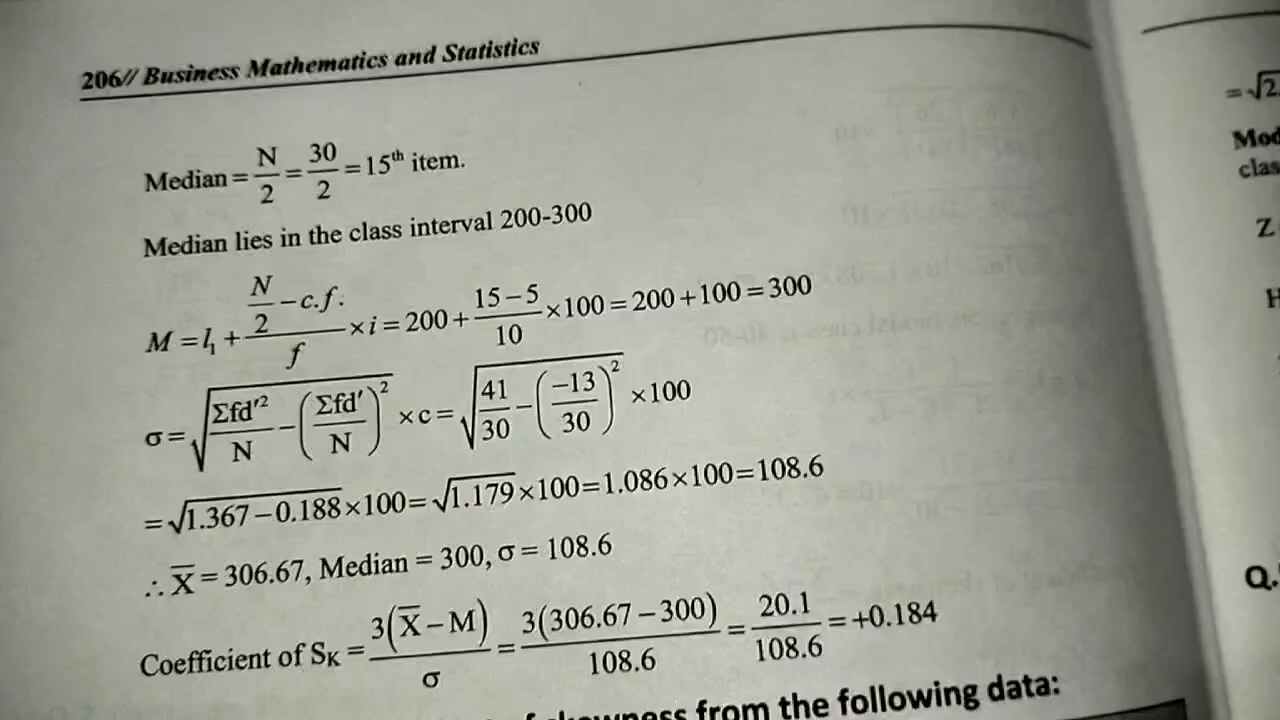 206// Business Mathematics and Statistics
Median = N/2 = 30/2 = 15th item.
Median lies in the class interval 200-300
M = l₁ + (N/2 − c.f.)/f × i = 200 + (15 − 5)/10 × 100 = 200 + 100 = 300
σ = √(Σfd′²/N − (Σfd′/N)²) × c = √(41/30 − (−13/30)²) × 100
= √(1.367 − 0.188) × 100 = √1.179 × 100 = 1.086 × 100 = 108.6
∴ X̄ = 306.67, Median = 300, σ = 108.6
Coefficient of S_K = 3(X̄ − M)/σ = 3(306.67 − 300)/108.6 = 20.1/108.6 = +0.184
from the following data:
= √2
Z
Q.